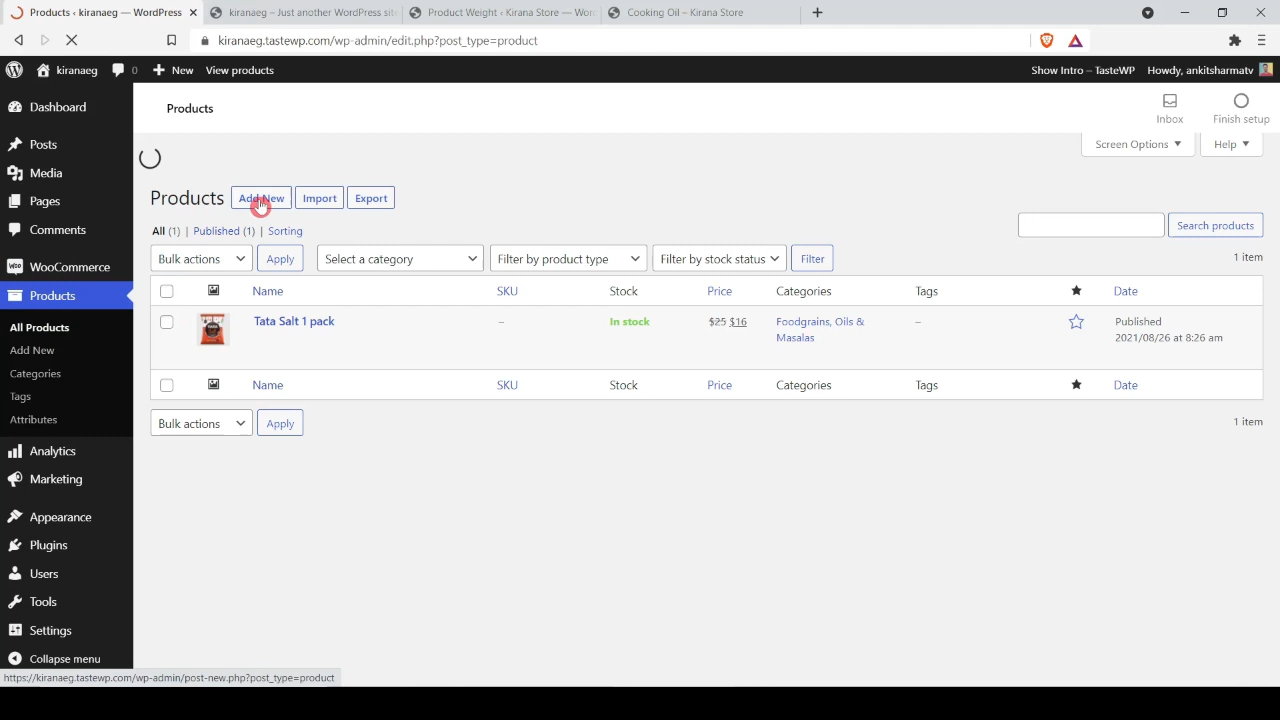 Products ‹ kiranaeg — WordPress
kiranaeg – Just another WordPress sit
Product Weight ‹ Kirana Store — Wor
Cooking Oil – Kirana Store
kiranaeg.tastewp.com/wp-admin/edit.php?post_type=product
kiranaeg 0 New View products Show Intro – TasteWP Howdy, ankitsharmatv
Products
Inbox Finish setup
Screen Options Help
Dashboard
Posts
Media
Pages
Comments
WooCommerce
Woo
Products
All Products
Add New
Categories
Tags
Attributes
Analytics
Marketing
Appearance
Plugins
Users
Tools
Settings
Collapse menu
Products Add New Import Export
All (1) | Published (1) | Sorting
Search products
Bulk actions Apply Select a category Filter by product type Filter by stock status Filter
1 item
Name SKU Stock Price Categories Tags Date
Tata Salt 1 pack – In stock $25 $16 Foodgrains, Oils & Masalas – Published 2021/08/26 at 8:26 am
Name SKU Stock Price Categories Tags Date
Bulk actions Apply
1 item
https://kiranaeg.tastewp.com/wp-admin/post-new.php?post_type=product